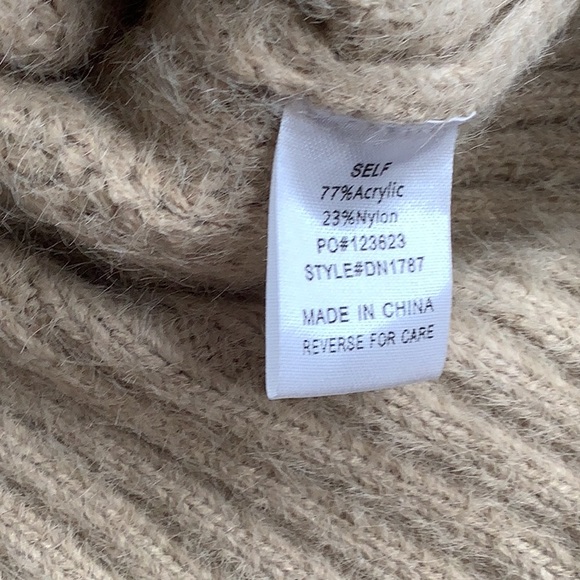 SELF
77%Acrylic
23%Nylon
PO#123623
STYLE#DN1787
MADE IN CHINA
REVERSE FOR CARE